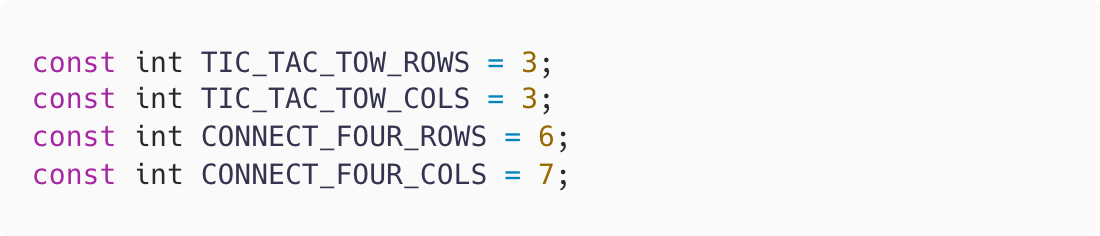 const int TIC_TAC_TOW_ROWS = 3;
const int TIC_TAC_TOW_COLS = 3;
const int CONNECT_FOUR_ROWS = 6;
const int CONNECT_FOUR_COLS = 7;